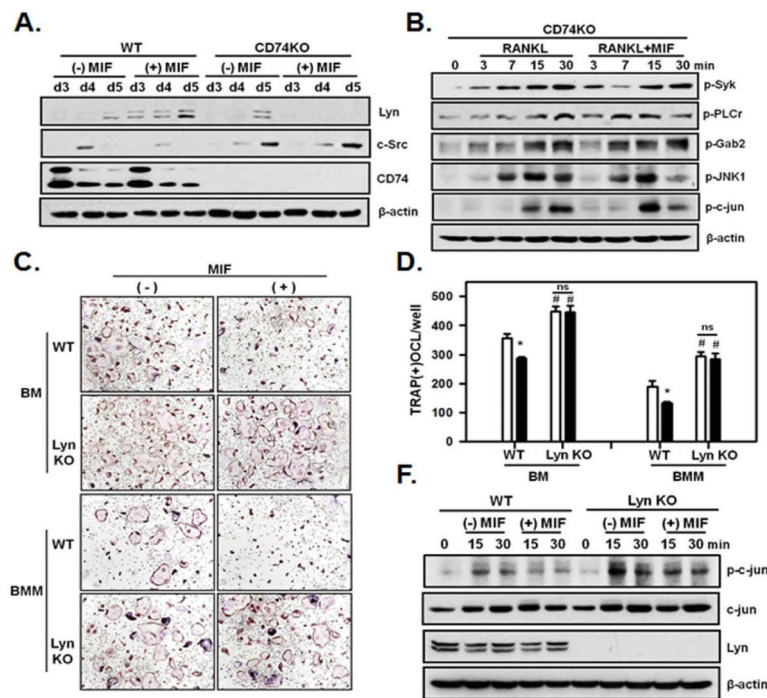 A.
WT CD74KO
(-) MIF (+) MIF (-) MIF (+) MIF
d3 d4 d5 d3 d4 d5 d3 d4 d5 d3 d4 d5
Lyn
c-Src
CD74
β-actin
B.
CD74KO
RANKL RANKL+MIF
0 3 7 15 30 3 7 15 30 min
p-Syk
p-PLCr
p-Gab2
p-JNK1
p-c-jun
β-actin
C.
MIF
(-) (+)
BM
WT
Lyn
KO
BMM
WT
Lyn
KO
D.
TRAP(+)OCL/well
400
300
200
100
0
ns
# #
*
ns
# #
*
WT Lyn KO WT Lyn KO
BM BMM
F.
WT Lyn KO
(-) MIF (+) MIF (-) MIF (+) MIF
0 15 30 15 30 0 15 30 15 30 min
p-c-jun
c-jun
Lyn
β-actin